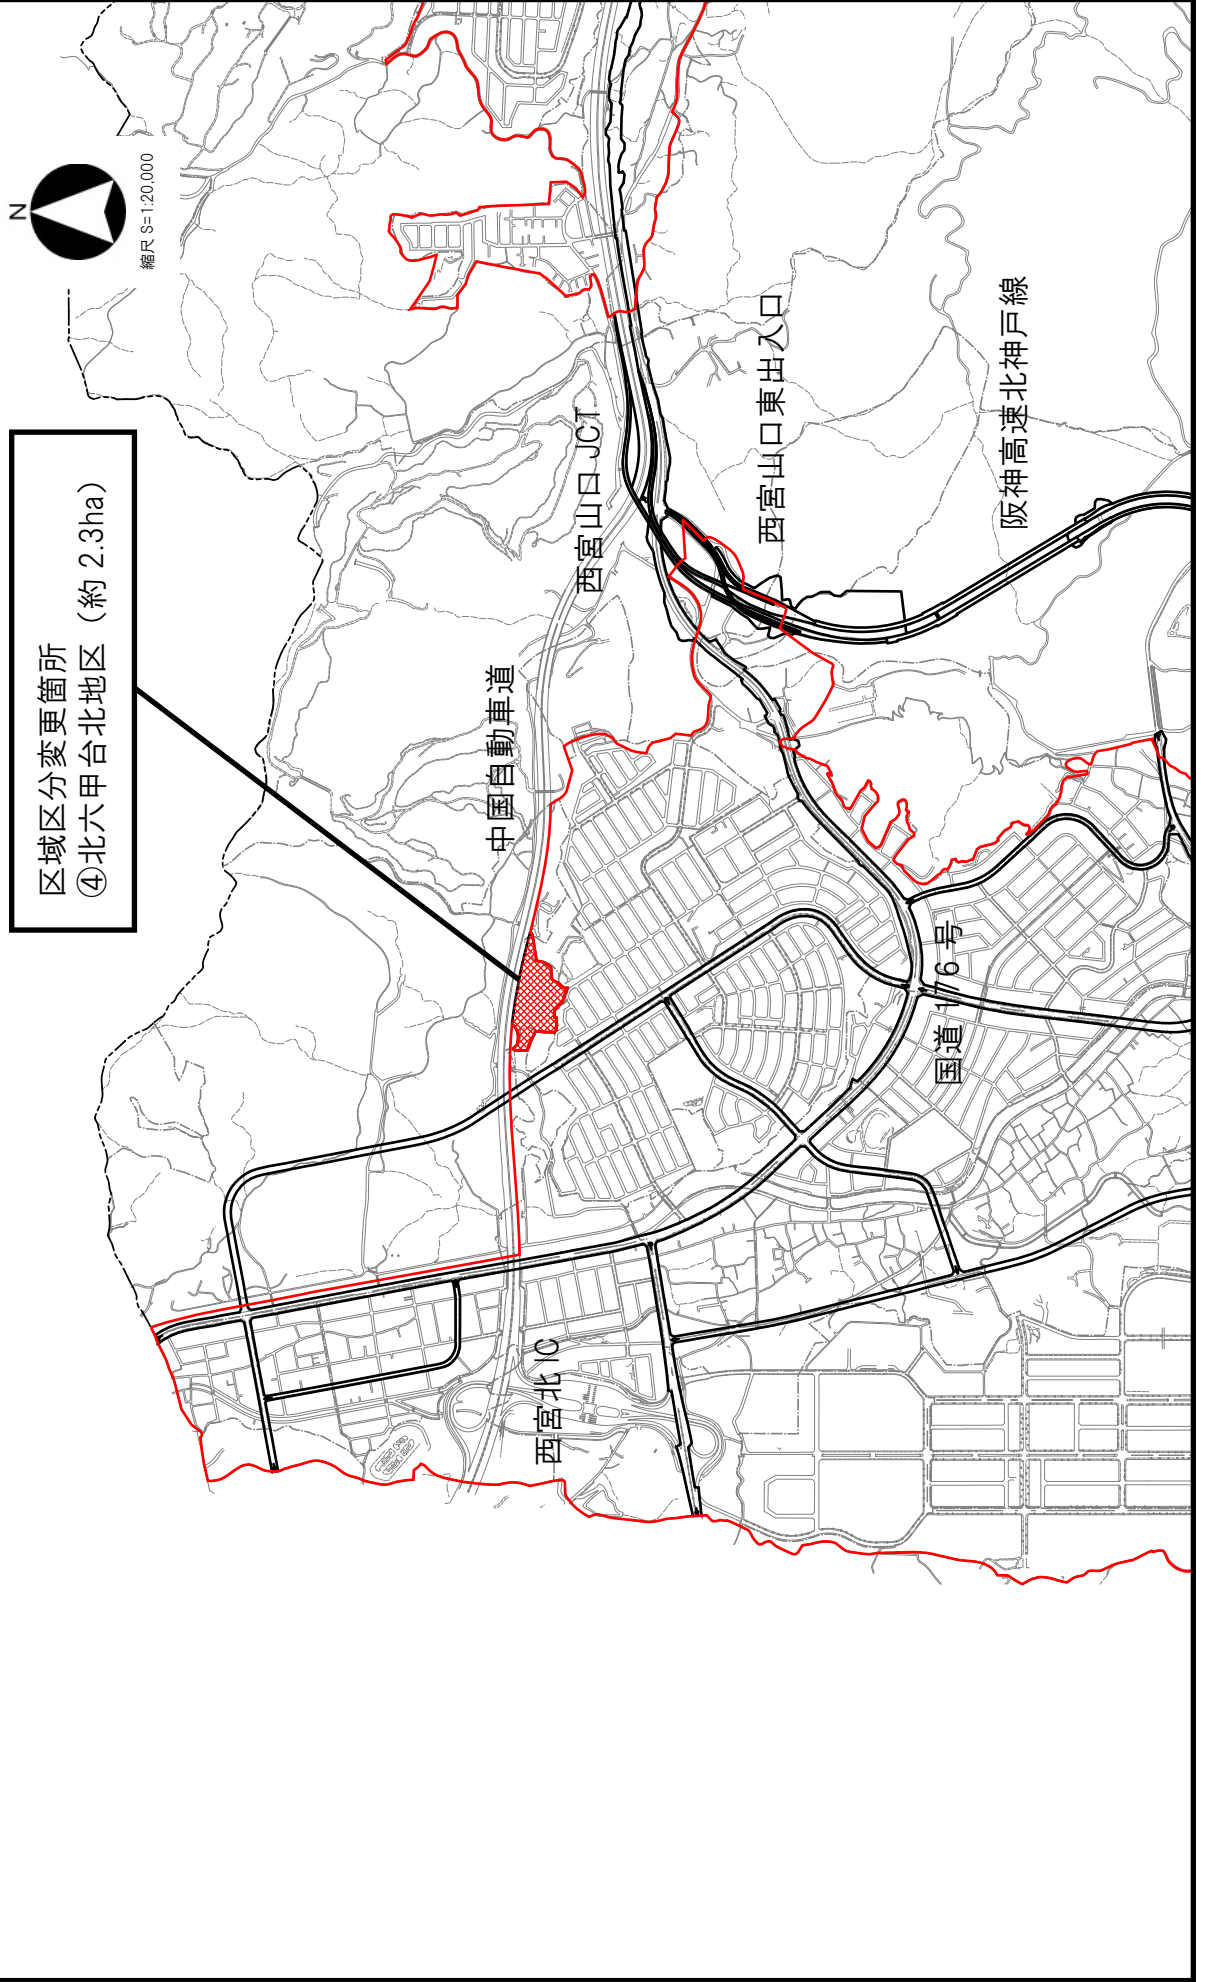 区域区分変更箇所
④北六甲台北地区（約 2.3ha）
N
縮尺 S=1:20,000
中国自動車道
西宮山口 JCT
西宮山口東出入口
阪神高速北神戸線
国道 176 号
西宮北 IC